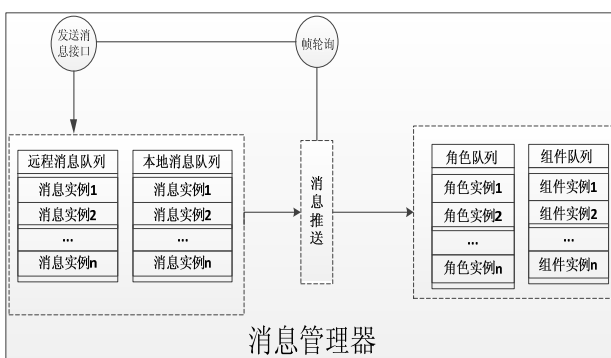 发送消
息接口
帧轮询
远程消息队列
消息实例1
消息实例2
...
消息实例n
本地消息队列
消息实例1
消息实例2
...
消息实例n
消息推送
角色队列
角色实例1
角色实例2
...
角色实例n
组件队列
组件实例1
组件实例2
...
组件实例n
消息管理器